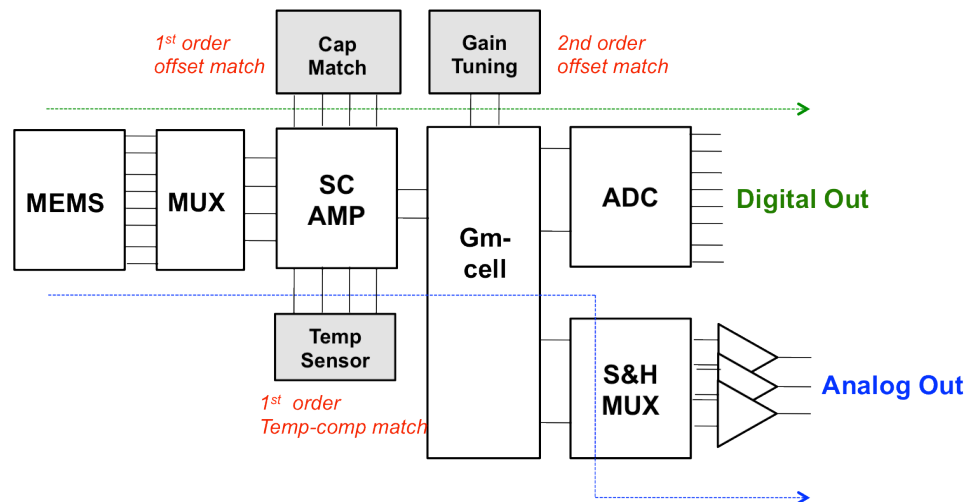 1st order
offset match
Cap
Match
Gain
Tuning
2nd order
offset match
MEMS
MUX
SC
AMP
Gm-
cell
ADC
Digital Out
Temp
Sensor
1st order
Temp-comp match
S&H
MUX
Analog Out